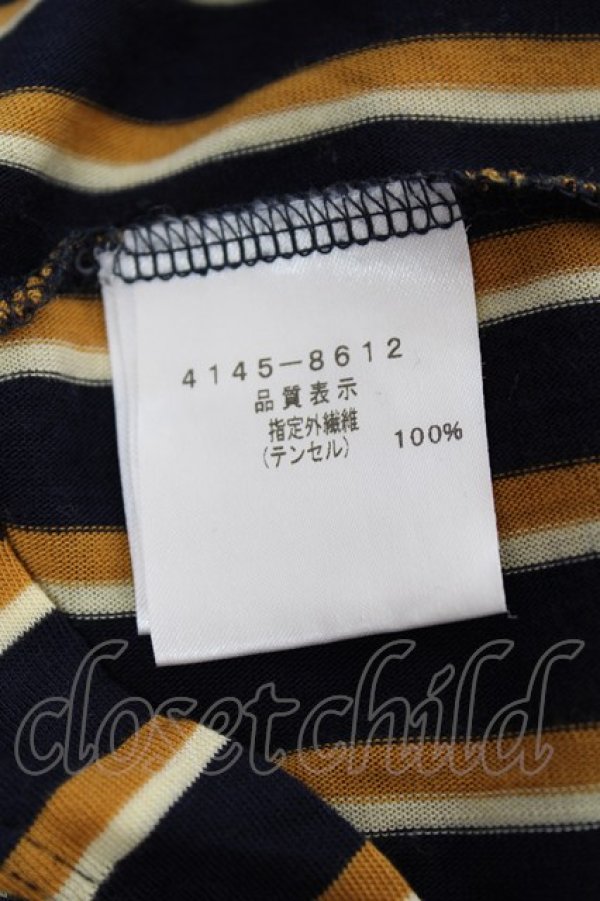 4145-8612
品質表示
指定外繊維
(テンセル) 100%
closetchild